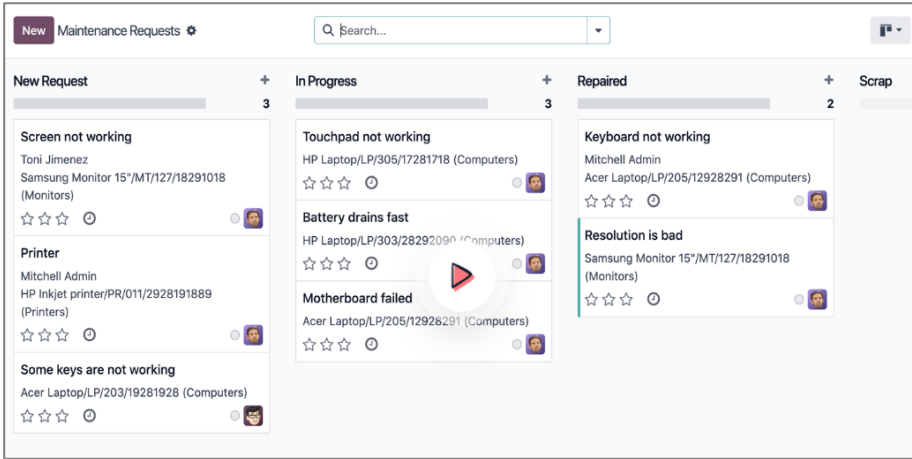 New Maintenance Requests
Search...
New Request
3
Screen not working
Toni Jimenez
Samsung Monitor 15"/MT/127/18291018
(Monitors)
Printer
Mitchell Admin
HP Inkjet printer/PR/011/2928191889
(Printers)
Some keys are not working
Acer Laptop/LP/203/19281928 (Computers)
In Progress
3
Touchpad not working
HP Laptop/LP/305/17281718 (Computers)
Battery drains fast
HP Laptop/LP/303/28292090 (Computers)
Motherboard failed
Acer Laptop/LP/205/12928291 (Computers)
Repaired
2
Keyboard not working
Mitchell Admin
Acer Laptop/LP/205/12928291 (Computers)
Resolution is bad
Samsung Monitor 15"/MT/127/18291018
(Monitors)
Scrap